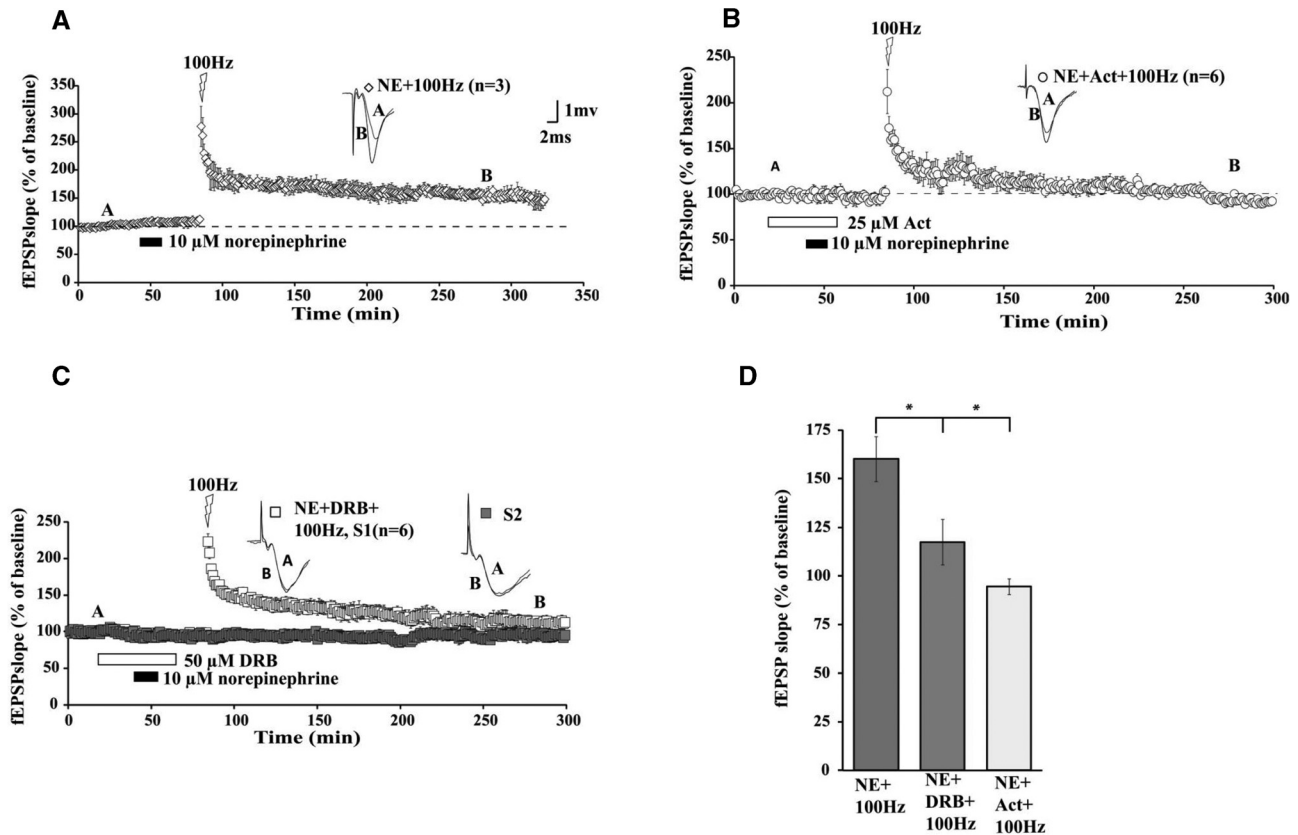 A
100Hz
NE+100Hz (n=3)
A
B
1mv
2ms
350
300
250
200
150
100
50
0
fEPSPslope (% of baseline)
A
B
10 µM norepinephrine
0 50 100 150 200 250 300 350
Time (min)
B
100Hz
NE+Act+100Hz (n=6)
A
B
250
200
150
100
50
0
fEPSPslope (% of baseline)
A
B
25 µM Act
10 µM norepinephrine
0 50 100 150 200 250 300
Time (min)
C
100Hz
NE+DRB+
100Hz, S1(n=6)
A
B
S2
A
B
250
200
150
100
50
0
fEPSPslope (% of baseline)
A
B
50 µM DRB
10 µM norepinephrine
0 50 100 150 200 250 300
Time (min)
D
* *
175
150
125
100
75
50
25
0
fEPSP slope (% of baseline)
NE+
100Hz
NE+
DRB+
100Hz
NE+
Act+
100Hz